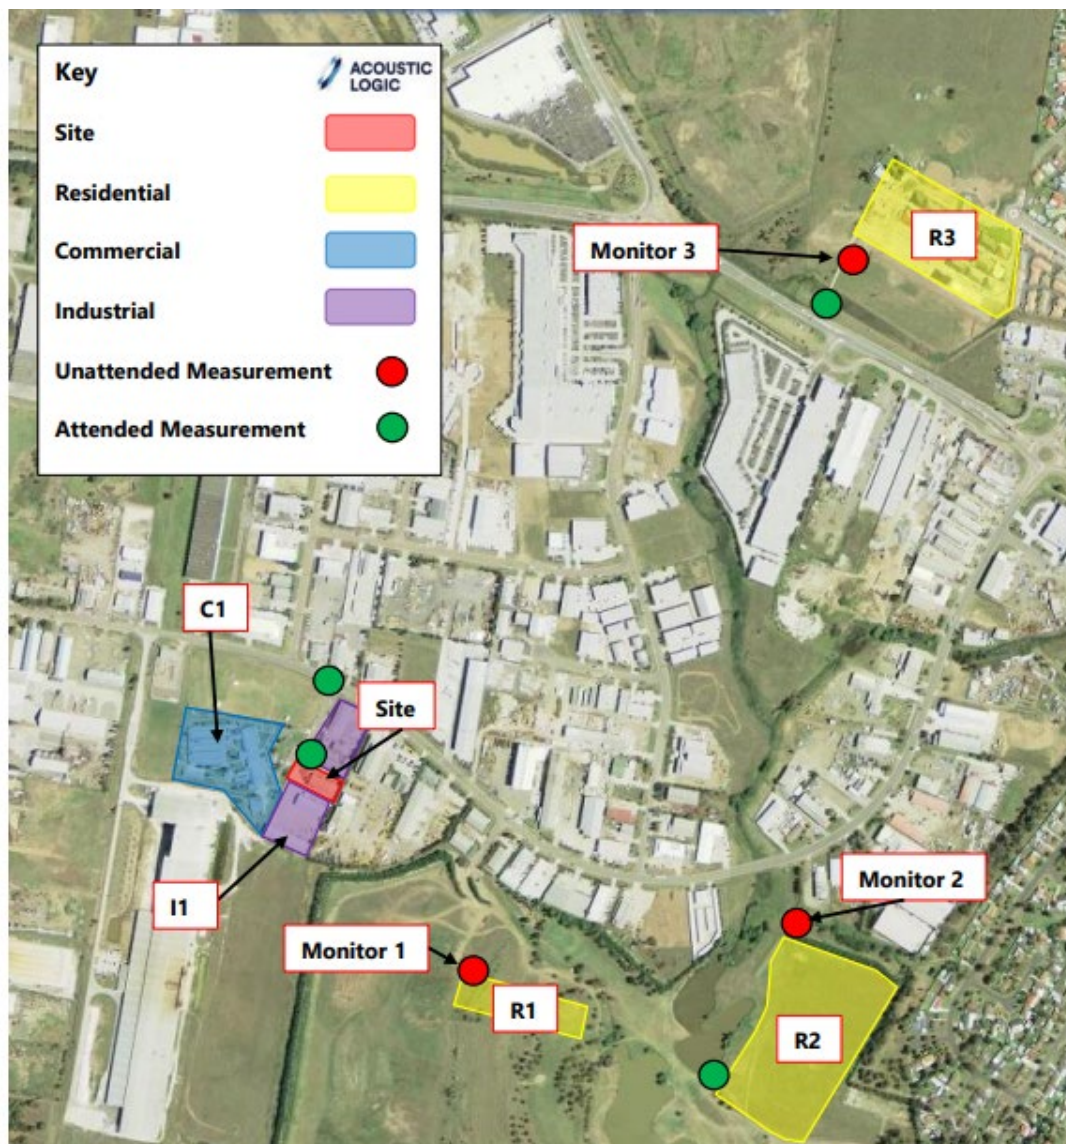 Key
ACOUSTIC
LOGIC
Site
Residential
Commercial
Industrial
Unattended Measurement
Attended Measurement
Monitor 3
R3
C1
Site
I1
Monitor 2
Monitor 1
R1
R2